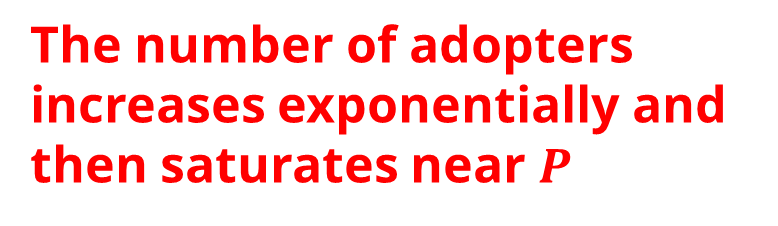 The number of adopters
increases exponentially and
then saturates near P